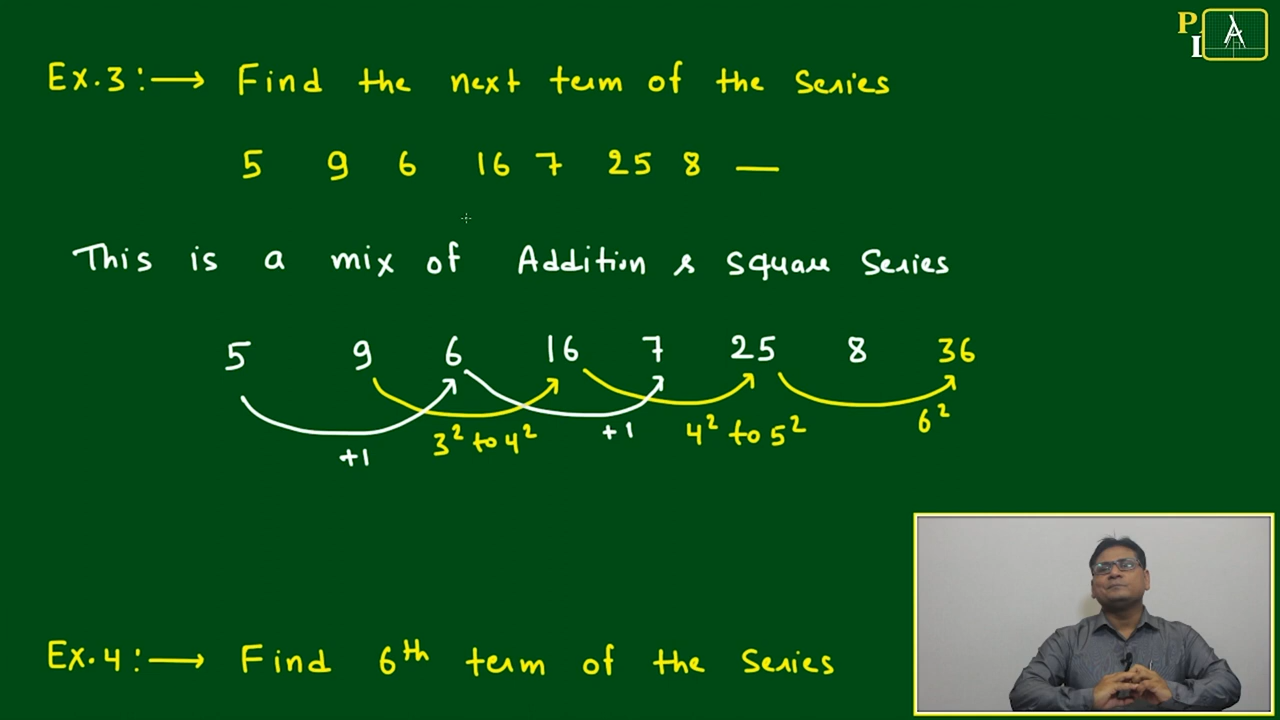 Ex.3:→ Find the next term of the Series
5 9 6 16 7 25 8 —
This is a mix of Addition & square Series
5 9 6 16 7 25 8 36
+1 3² to 4² +1 4² to 5² 6²
Ex.4:→ Find 6th term of the Series